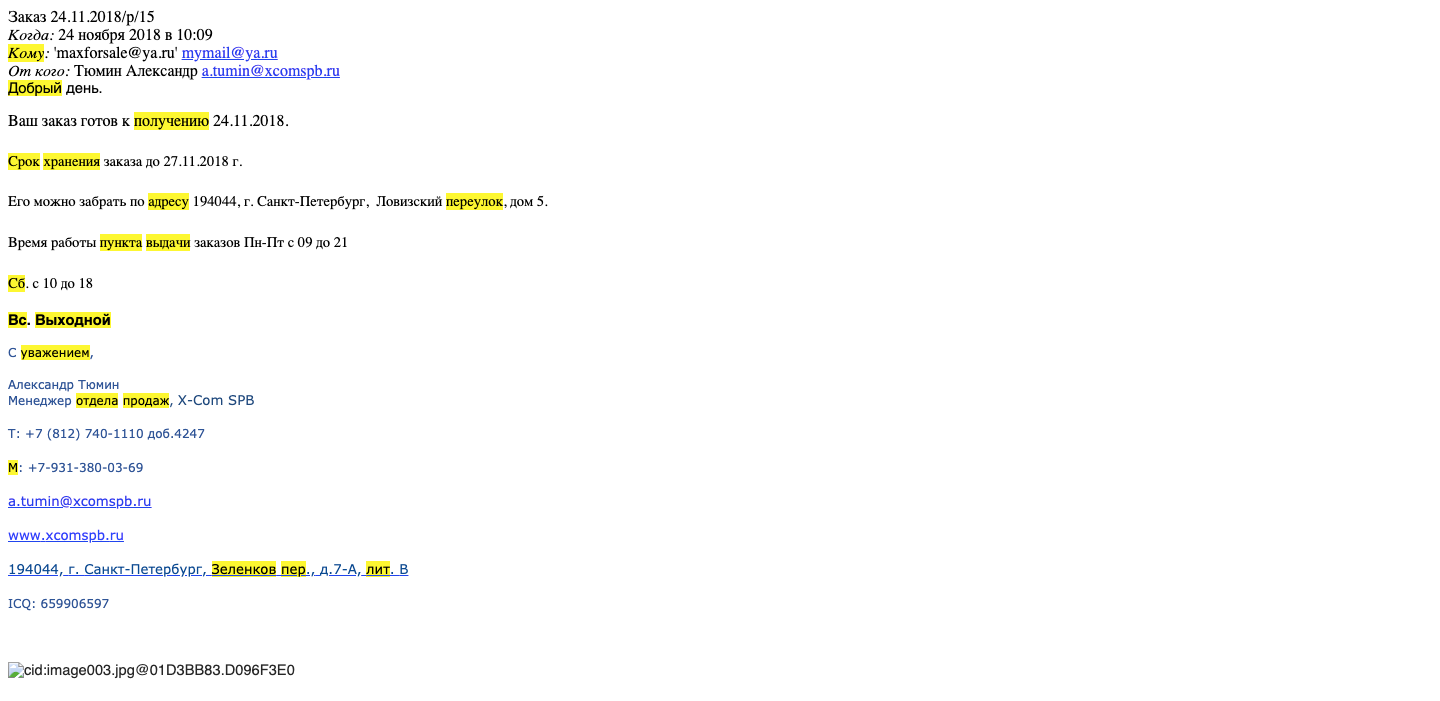 Заказ 24.11.2018/р/15
Когда: 24 ноября 2018 в 10:09
Кому: 'maxforsale@ya.ru' mymail@ya.ru
От кого: Тюмин Александр a.tumin@xcomspb.ru
Добрый день.
Ваш заказ готов к получению 24.11.2018.
Срок хранения заказа до 27.11.2018 г.
Его можно забрать по адресу 194044, г. Санкт-Петербург,  Ловизский переулок, дом 5.
Время работы пункта выдачи заказов Пн-Пт с 09 до 21
Сб. с 10 до 18
Вс. Выходной
С уважением,
Александр Тюмин
Менеджер отдела продаж, X-Com SPB
T: +7 (812) 740-1110 доб.4247
М: +7-931-380-03-69
a.tumin@xcomspb.ru
www.xcomspb.ru
194044, г. Санкт-Петербург, Зеленков пер., д.7-А, лит. В
ICQ: 659906597
cid:image003.jpg@01D3BB83.D096F3E0